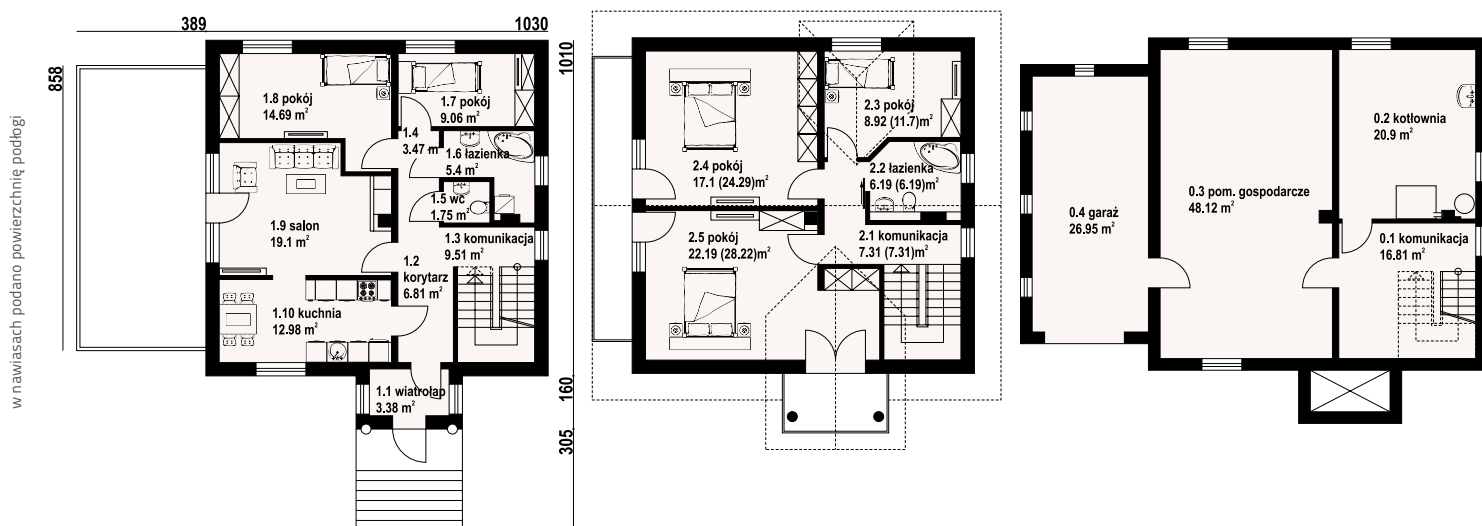 w nawiasach podano powierzchnię podłogi
389
1030
858
1010
160
305
1.8 pokój
14.69 m²
1.7 pokój
9.06 m²
1.4
3.47 m²
1.6 łazienka
5.4 m²
1.5 wc
1.75 m²
1.9 salon
19.1 m²
1.3 komunikacja
9.51 m²
1.2
korytarz
6.81 m²
1.10 kuchnia
12.98 m²
1.1 wiatrołap
3.38 m²
2.3 pokój
8.92 (11.7)m²
2.4 pokój
17.1 (24.29)m²
2.2 łazienka
6.19 (6.19)m²
2.5 pokój
22.19 (28.22)m²
2.1 komunikacja
7.31 (7.31)m²
0.2 kotłownia
20.9 m²
0.3 pom. gospodarcze
48.12 m²
0.4 garaż
26.95 m²
0.1 komunikacja
16.81 m²